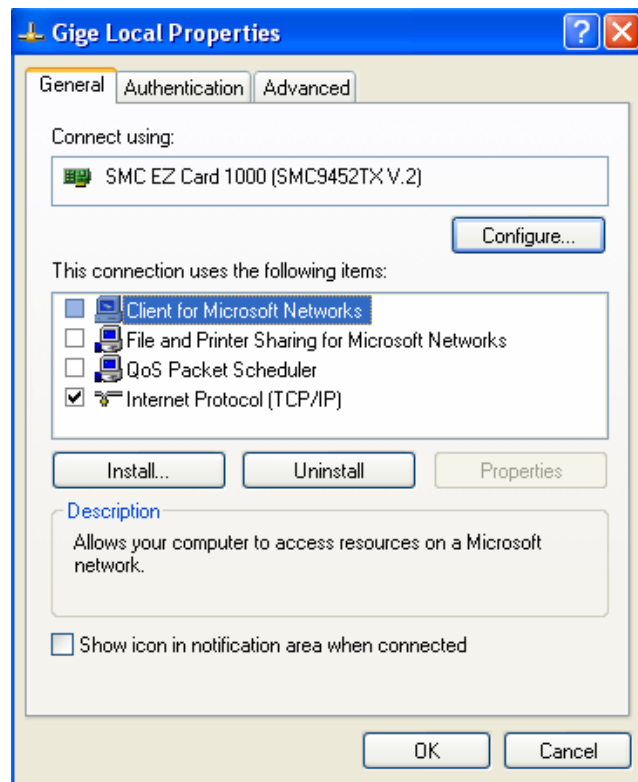 Gige Local Properties
General Authentication Advanced
Connect using:
SMC EZ Card 1000 (SMC9452TX V.2)
Configure...
This connection uses the following items:
Client for Microsoft Networks
File and Printer Sharing for Microsoft Networks
QoS Packet Scheduler
Internet Protocol (TCP/IP)
Install... Uninstall Properties
Description
Allows your computer to access resources on a Microsoft
network.
Show icon in notification area when connected
OK Cancel